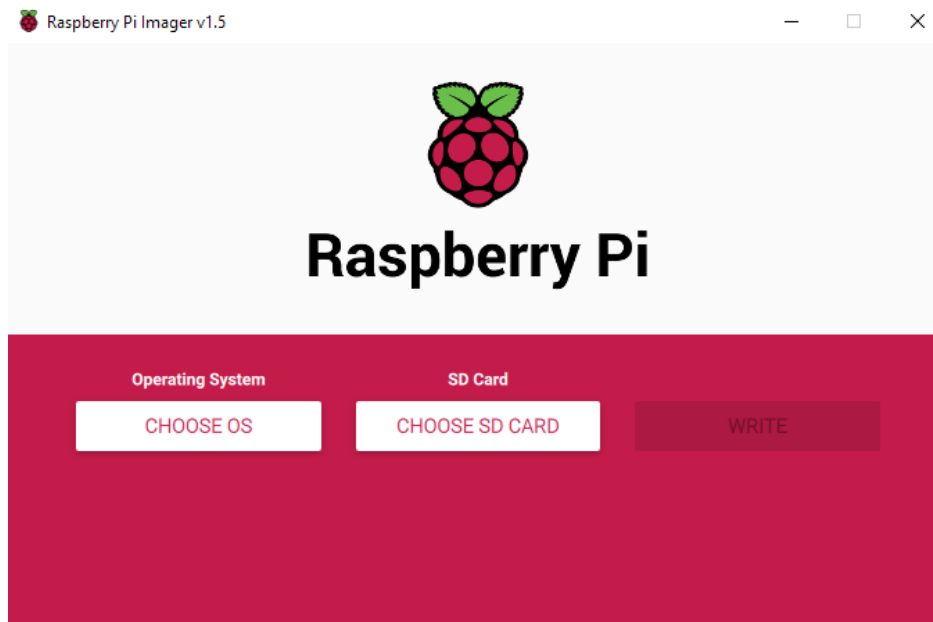 Raspberry Pi Imager v1.5
Raspberry Pi
Operating System
SD Card
CHOOSE OS
CHOOSE SD CARD
WRITE